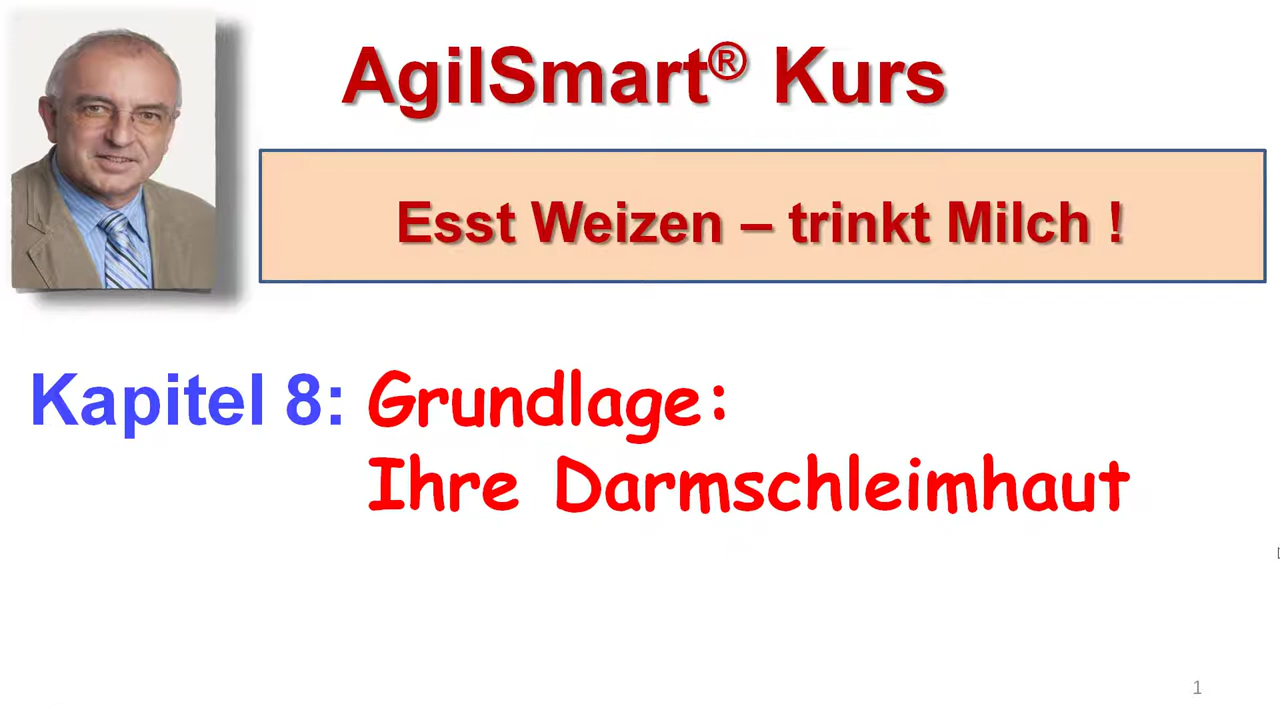 AgilSmart® Kurs
Esst Weizen – trinkt Milch !
Kapitel 8: Grundlage:
Ihre Darmschleimhaut
1